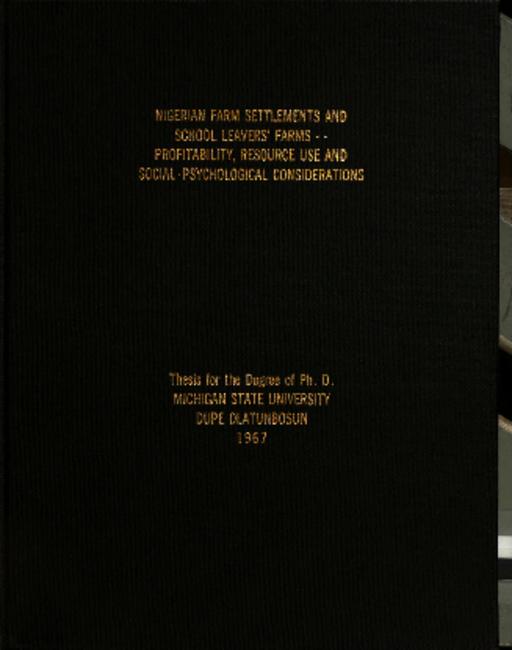 NIGERIAN FARM SETTLEMENTS AND
SCHOOL LEAVERS' FARMS - -
PROFITABILITY, RESOURCE USE AND
SOCIAL-PSYCHOLOGICAL CONSIDERATIONS
Thesis for the Degree of Ph. D.
MICHIGAN STATE UNIVERSITY
DUPE OLATUNBOSUN
1967